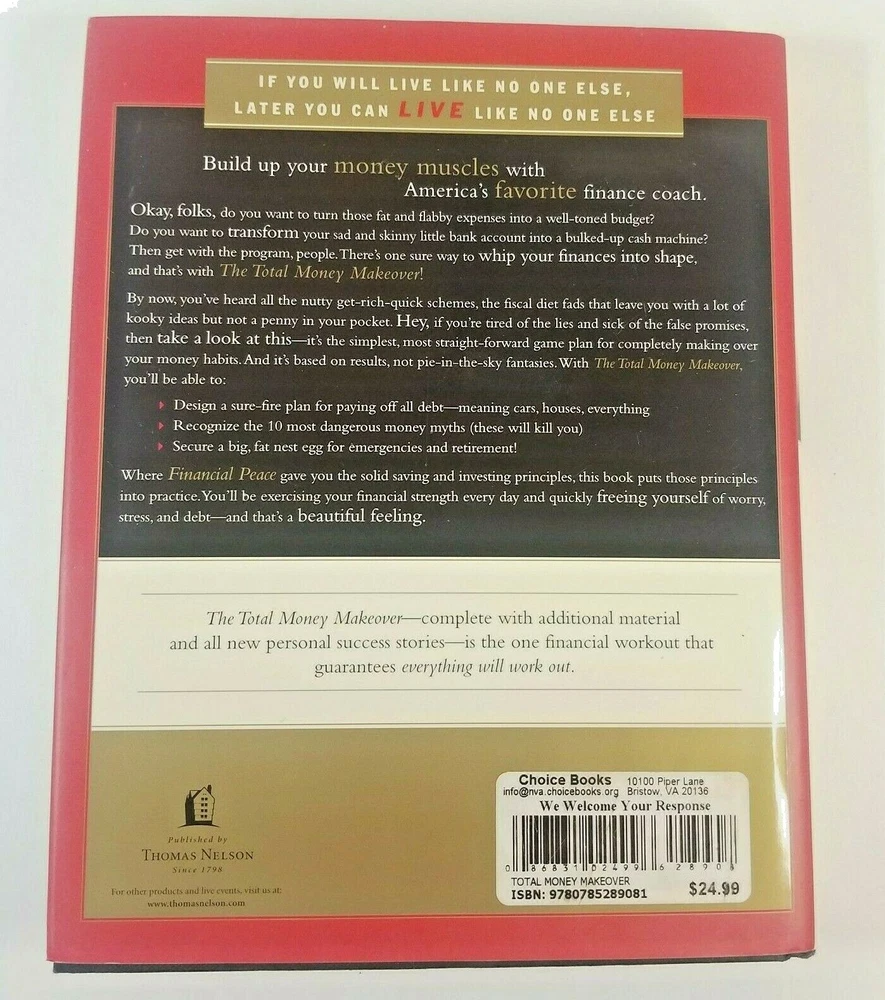 IF YOU WILL LIVE LIKE NO ONE ELSE,
LATER YOU CAN LIVE LIKE NO ONE ELSE
Build up your money muscles with
America's favorite finance coach.
Okay, folks, do you want to turn those fat and flabby expenses into a well-toned budget?
Do you want to transform your sad and skinny little bank account into a bulked-up cash machine?
Then get with the program, people. There's one sure way to whip your finances into shape,
and that's with The Total Money Makeover!
By now, you've heard all the nutty get-rich-quick schemes, the fiscal diet fads that leave you with a lot of
kooky ideas but not a penny in your pocket. Hey, if you're tired of the lies and sick of the false promises,
then take a look at this—it's the simplest, most straight-forward game plan for completely making over
your money habits. And it's based on results, not pie-in-the-sky fantasies. With The Total Money Makeover,
you'll be able to:
Design a sure-fire plan for paying off all debt—meaning cars, houses, everything
Recognize the 10 most dangerous money myths (these will kill you)
Secure a big, fat nest egg for emergencies and retirement!
Where Financial Peace gave you the solid saving and investing principles, this book puts those principles
into practice. You'll be exercising your financial strength every day and quickly freeing yourself of worry,
stress, and debt—and that's a beautiful feeling.
The Total Money Makeover—complete with additional material
and all new personal success stories—is the one financial workout that
guarantees everything will work out.
Published by
THOMAS NELSON
Since 1798
For other products and live events, visit us at:
www.thomasnelson.com
Choice Books 10100 Piper Lane
info@nva.choicebooks.org Bristow, VA 20136
We Welcome Your Response
0 86831 02499 6 28908
TOTAL MONEY MAKEOVER
ISBN: 9780785289081 $24.99